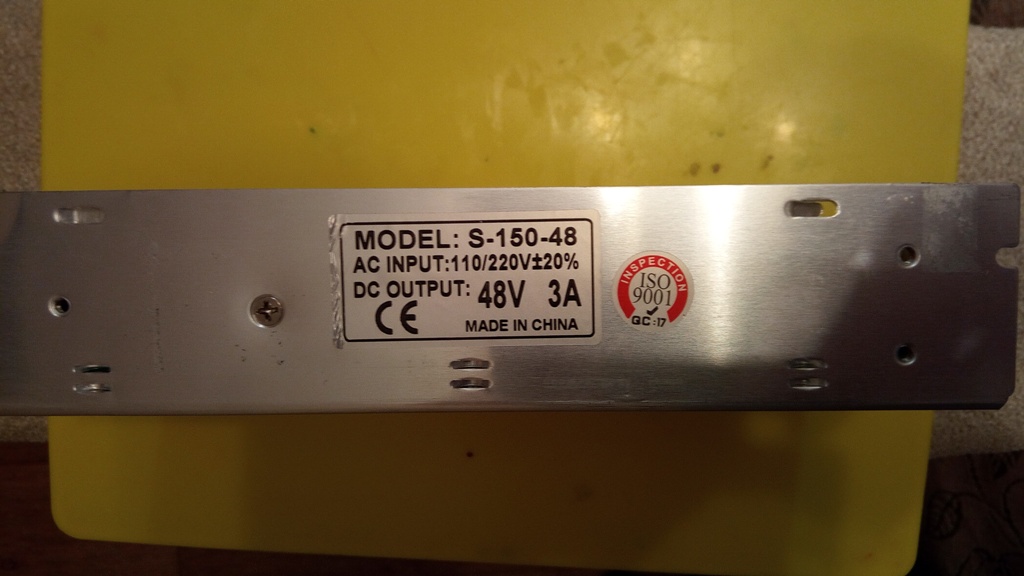 MODEL: S-150-48
AC INPUT:110/220V±20%
DC OUTPUT: 48V 3A
CE MADE IN CHINA
INSPECTION
ISO
9001
QC:17